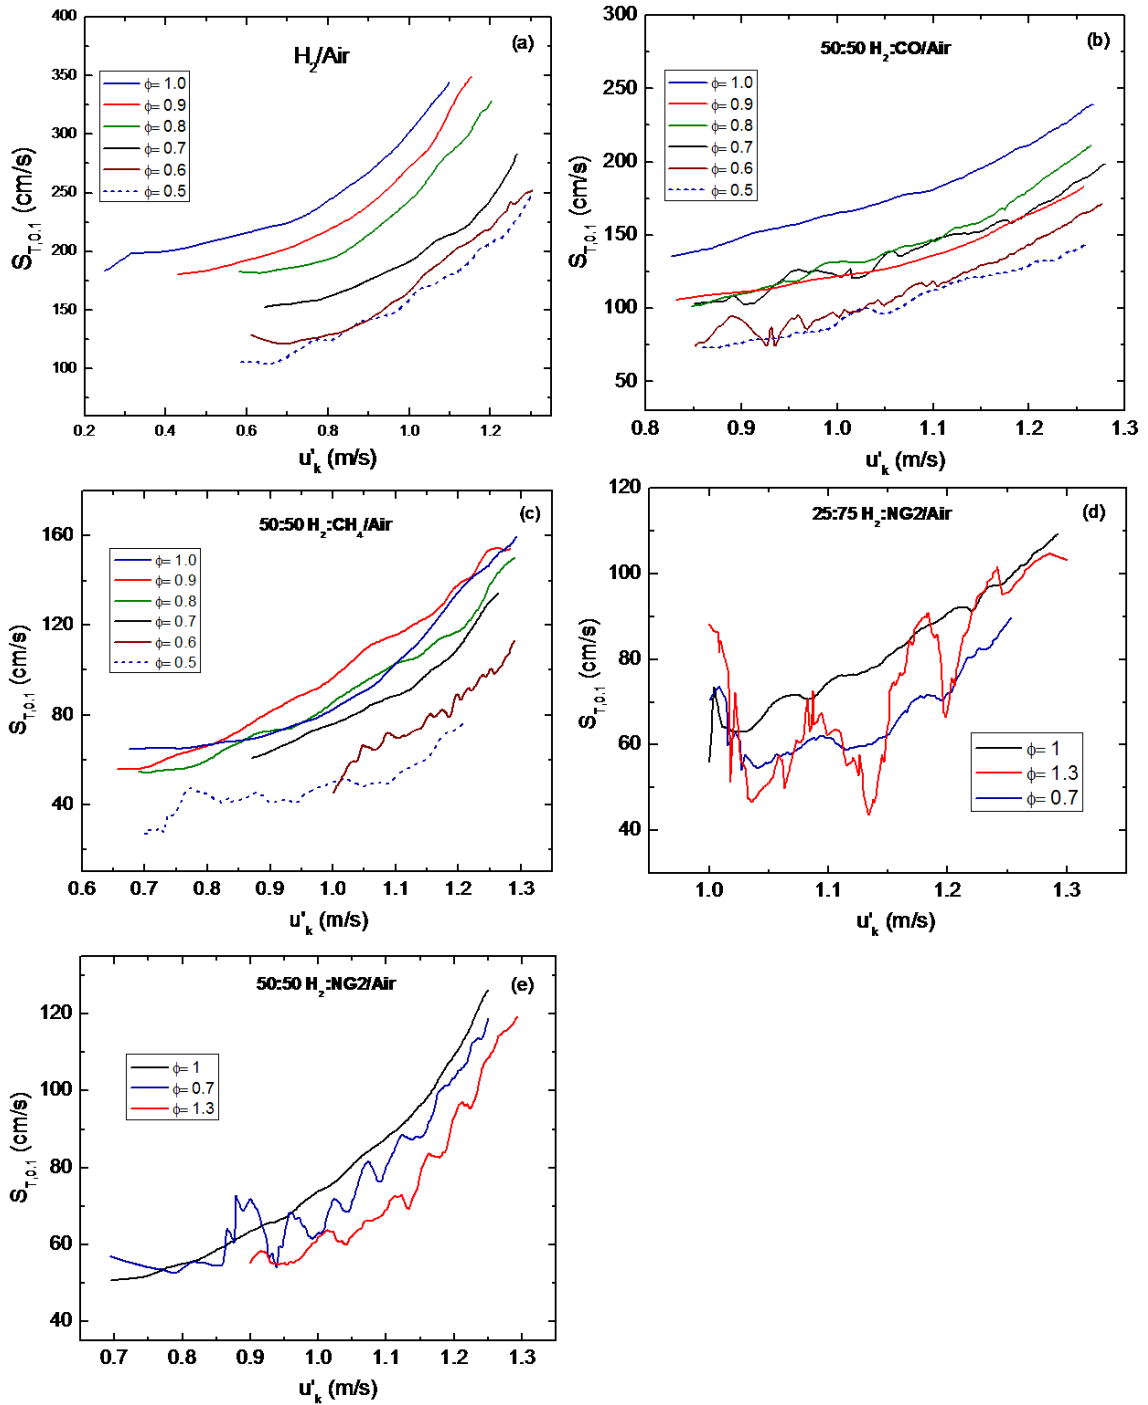 (a)
H2/Air
ϕ= 1.0
ϕ= 0.9
ϕ= 0.8
ϕ= 0.7
ϕ= 0.6
ϕ= 0.5
400
350
300
250
200
150
100
S_T,0.1 (cm/s)
0.2 0.4 0.6 0.8 1.0 1.2
u'_k (m/s)
(b)
50:50 H2:CO/Air
ϕ= 1.0
ϕ= 0.9
ϕ= 0.8
ϕ= 0.7
ϕ= 0.6
ϕ= 0.5
300
250
200
150
100
50
S_T,0.1 (cm/s)
0.8 0.9 1.0 1.1 1.2 1.3
u'_k (m/s)
(c)
50:50 H2:CH4/Air
ϕ= 1.0
ϕ= 0.9
ϕ= 0.8
ϕ= 0.7
ϕ= 0.6
ϕ= 0.5
160
120
80
40
S_T,0.1 (cm/s)
0.6 0.7 0.8 0.9 1.0 1.1 1.2 1.3
u'_k (m/s)
(d)
25:75 H2:NG2/Air
120
100
80
60
40
S_T,0.1 (cm/s)
ϕ= 1
ϕ= 1.3
ϕ= 0.7
1.0 1.1 1.2 1.3
u'_k (m/s)
(e)
50:50 H2:NG2/Air
ϕ= 1
ϕ= 0.7
ϕ= 1.3
120
100
80
60
40
S_T,0.1 (cm/s)
0.7 0.8 0.9 1.0 1.1 1.2 1.3
u'_k (m/s)